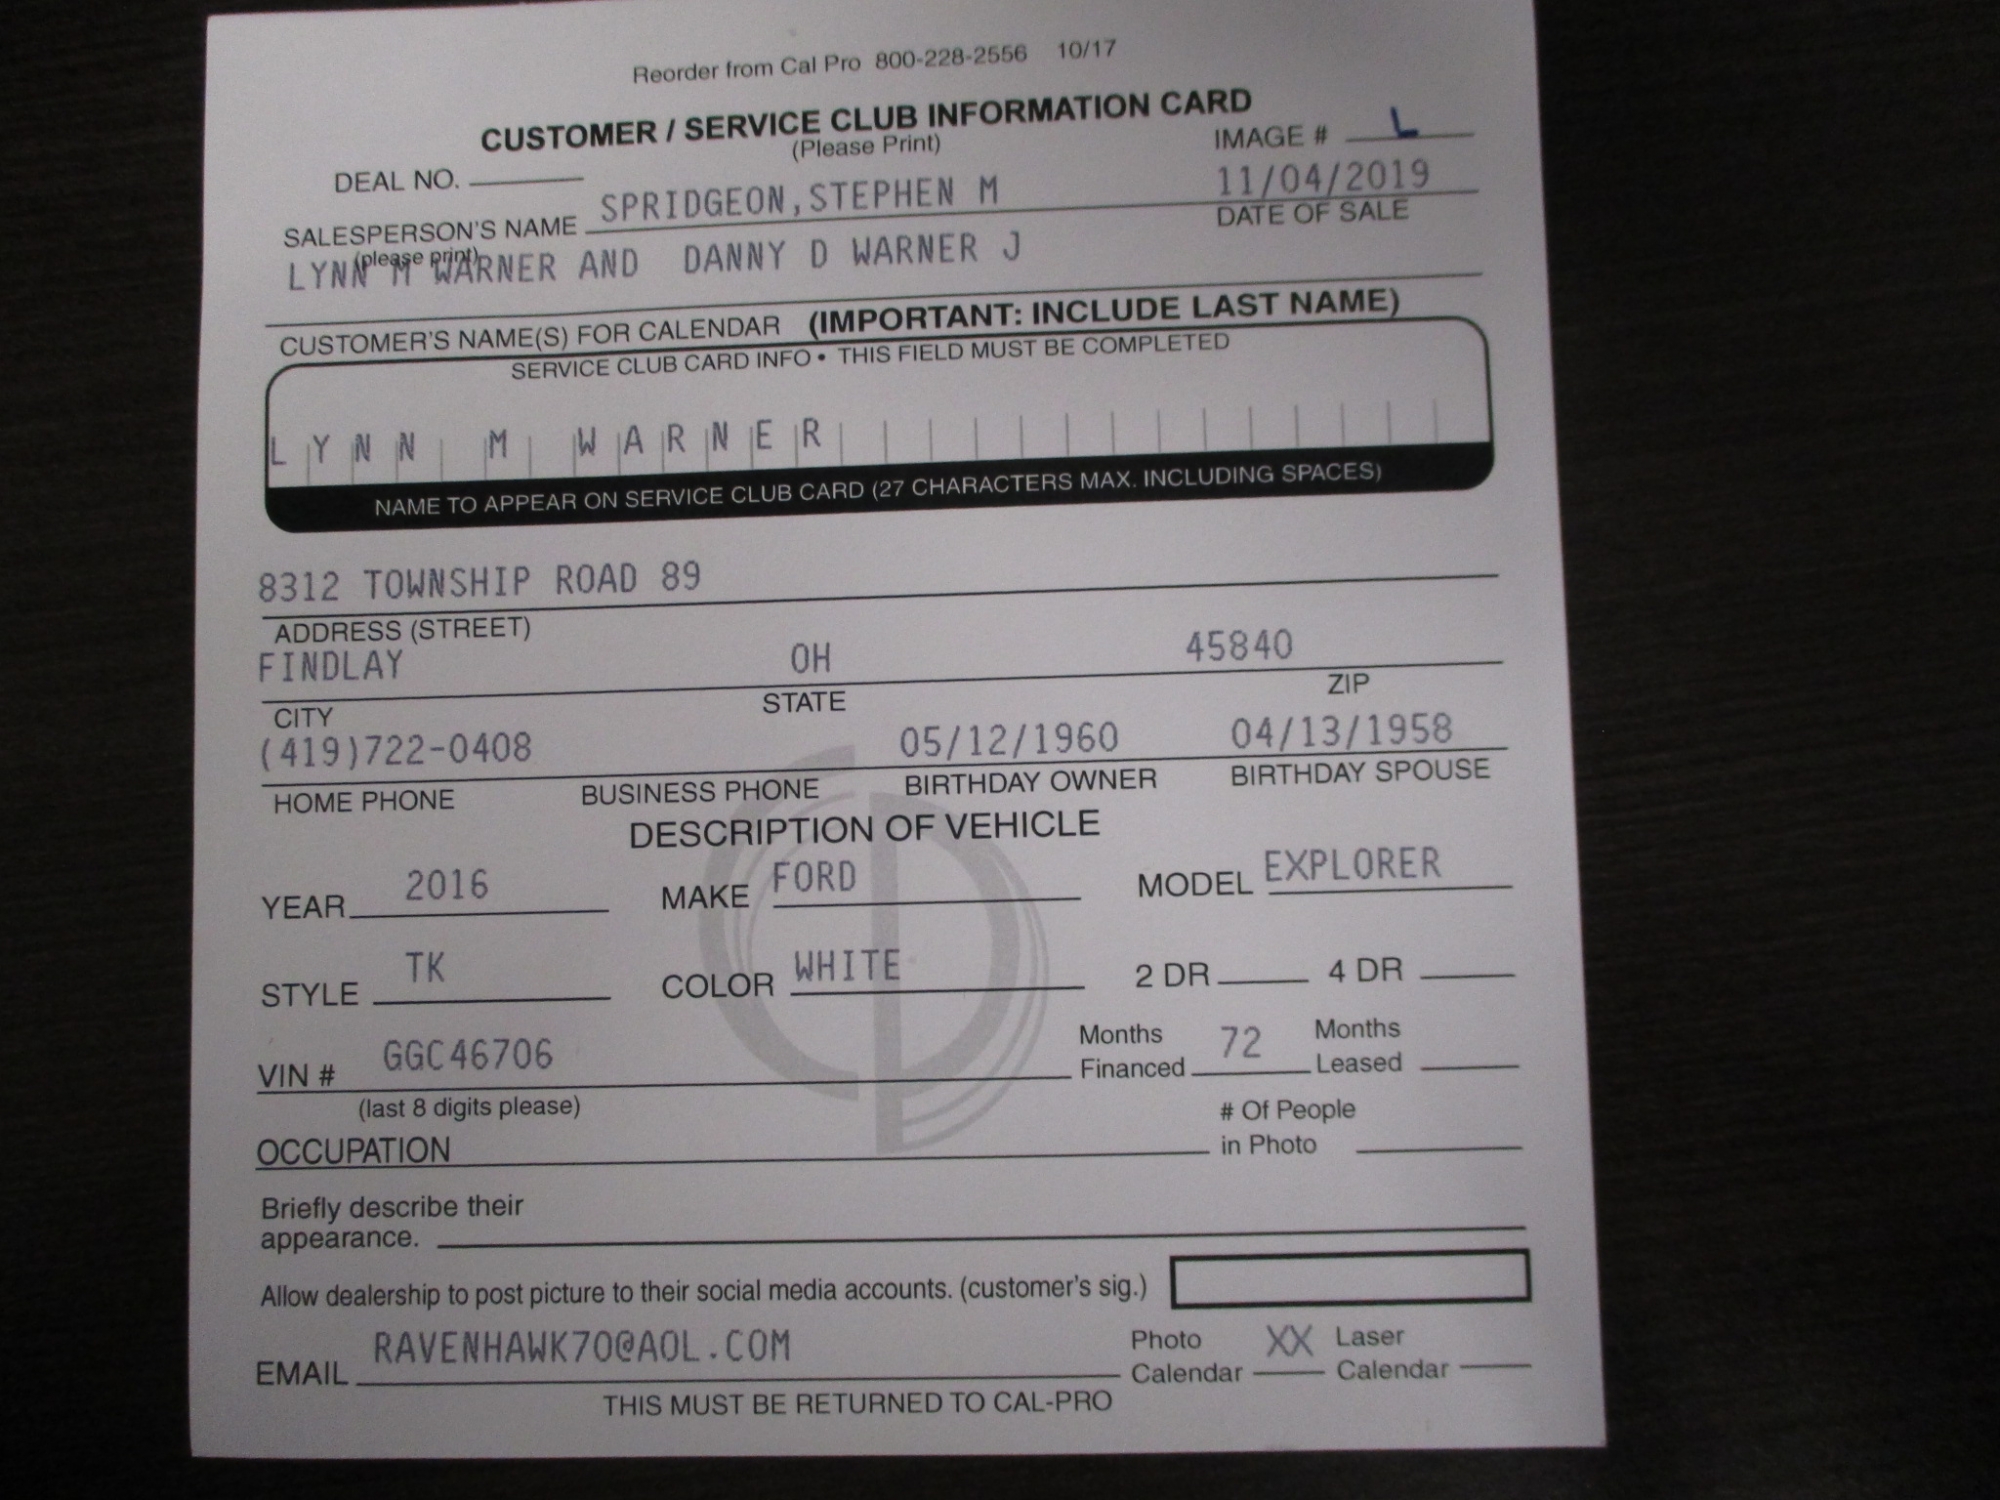 Reorder from Cal Pro 800-228-2556 10/17
CUSTOMER / SERVICE CLUB INFORMATION CARD
(Please Print)
IMAGE # L
DEAL NO.
SALESPERSON'S NAME SPRIDGEON,STEPHEN M 11/04/2019
(please print) DATE OF SALE
LYNN M WARNER AND DANNY D WARNER J
CUSTOMER'S NAME(S) FOR CALENDAR (IMPORTANT: INCLUDE LAST NAME)
SERVICE CLUB CARD INFO • THIS FIELD MUST BE COMPLETED
LYNN M WARNER
NAME TO APPEAR ON SERVICE CLUB CARD (27 CHARACTERS MAX. INCLUDING SPACES)
8312 TOWNSHIP ROAD 89
ADDRESS (STREET)
FINDLAY OH 45840
CITY STATE ZIP
(419)722-0408 05/12/1960 04/13/1958
HOME PHONE BUSINESS PHONE BIRTHDAY OWNER BIRTHDAY SPOUSE
DESCRIPTION OF VEHICLE
YEAR 2016 MAKE FORD MODEL EXPLORER
STYLE TK COLOR WHITE 2 DR 4 DR
VIN # GGC46706 Months Financed 72 Months Leased
(last 8 digits please)
OCCUPATION # Of People in Photo
Briefly describe their
appearance.
Allow dealership to post picture to their social media accounts. (customer's sig.)
EMAIL RAVENHAWK70@AOL.COM Photo Calendar XX Laser Calendar
THIS MUST BE RETURNED TO CAL-PRO